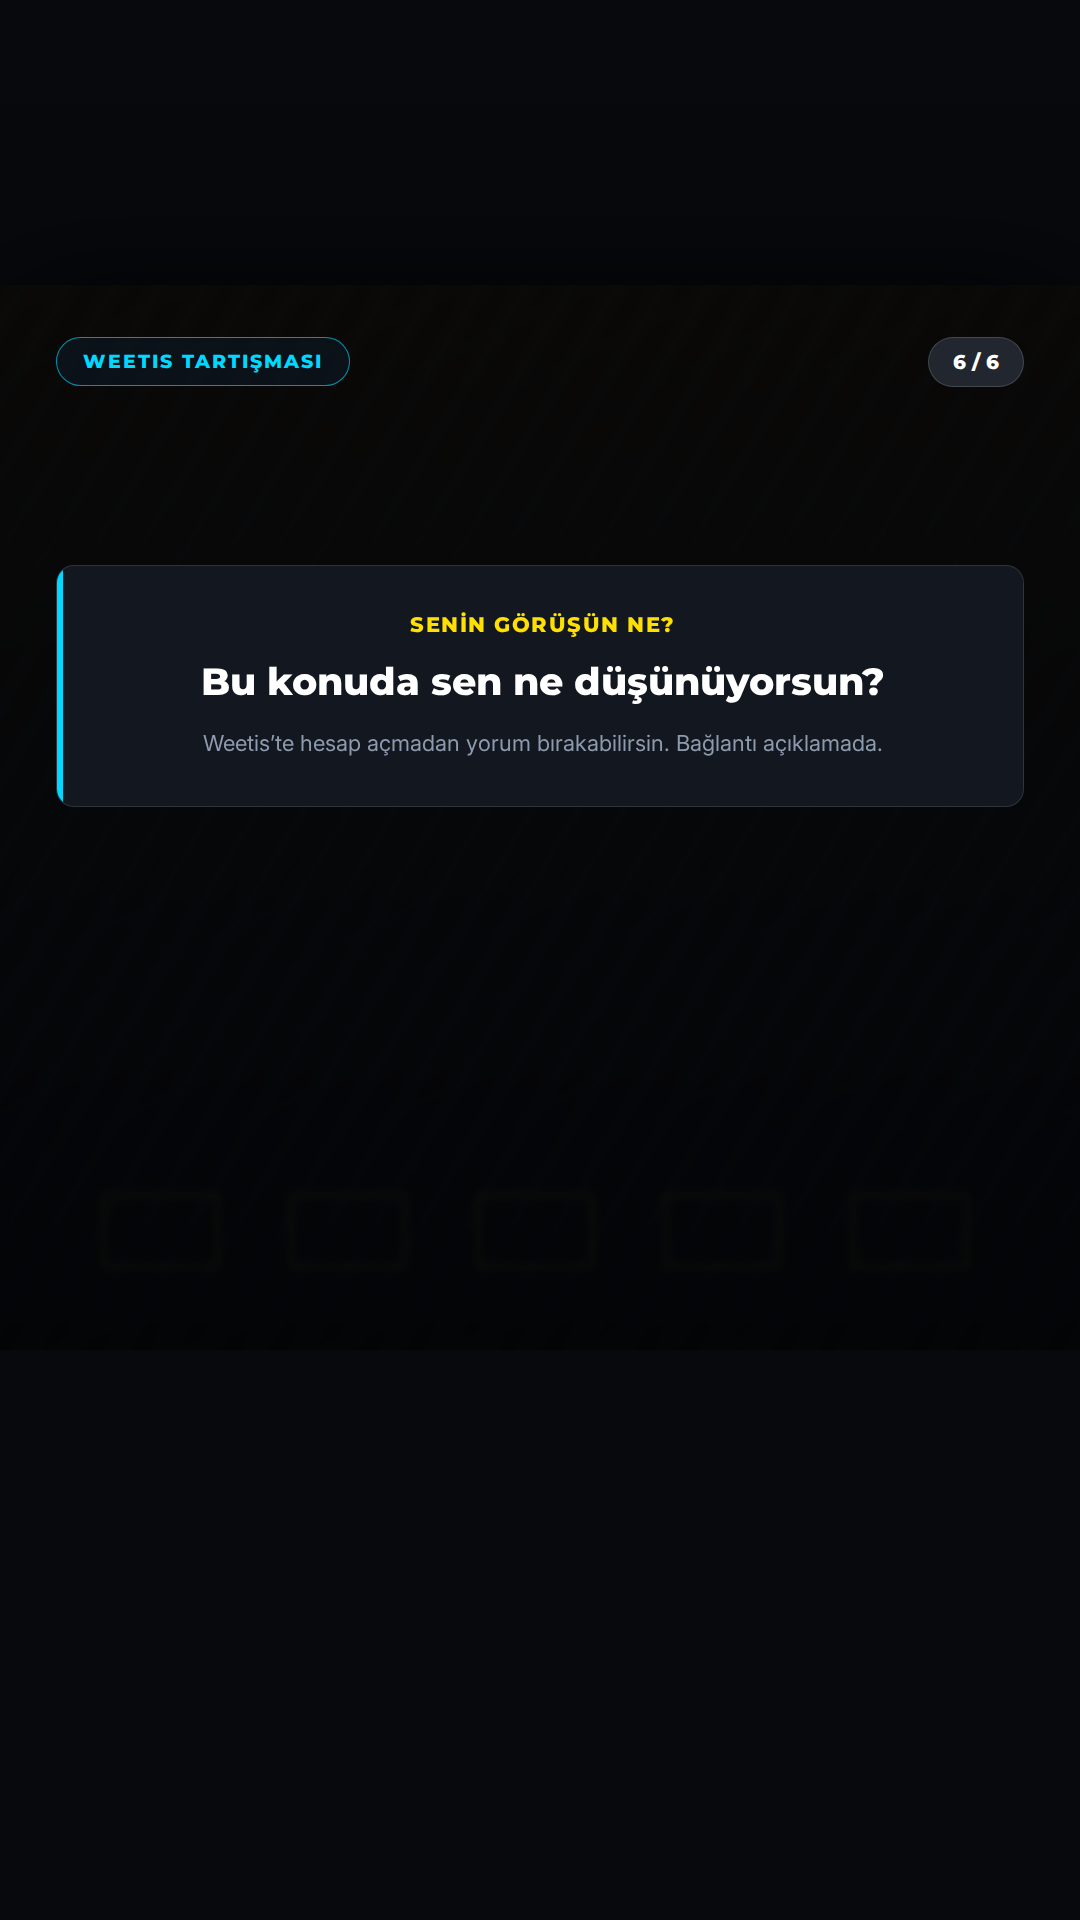 WEETIS TARTIŞMASI
6 / 6
SENİN GÖRÜŞÜN NE?
Bu konuda sen ne düşünüyorsun?
Weetis’te hesap açmadan yorum bırakabilirsin. Bağlantı açıklamada.